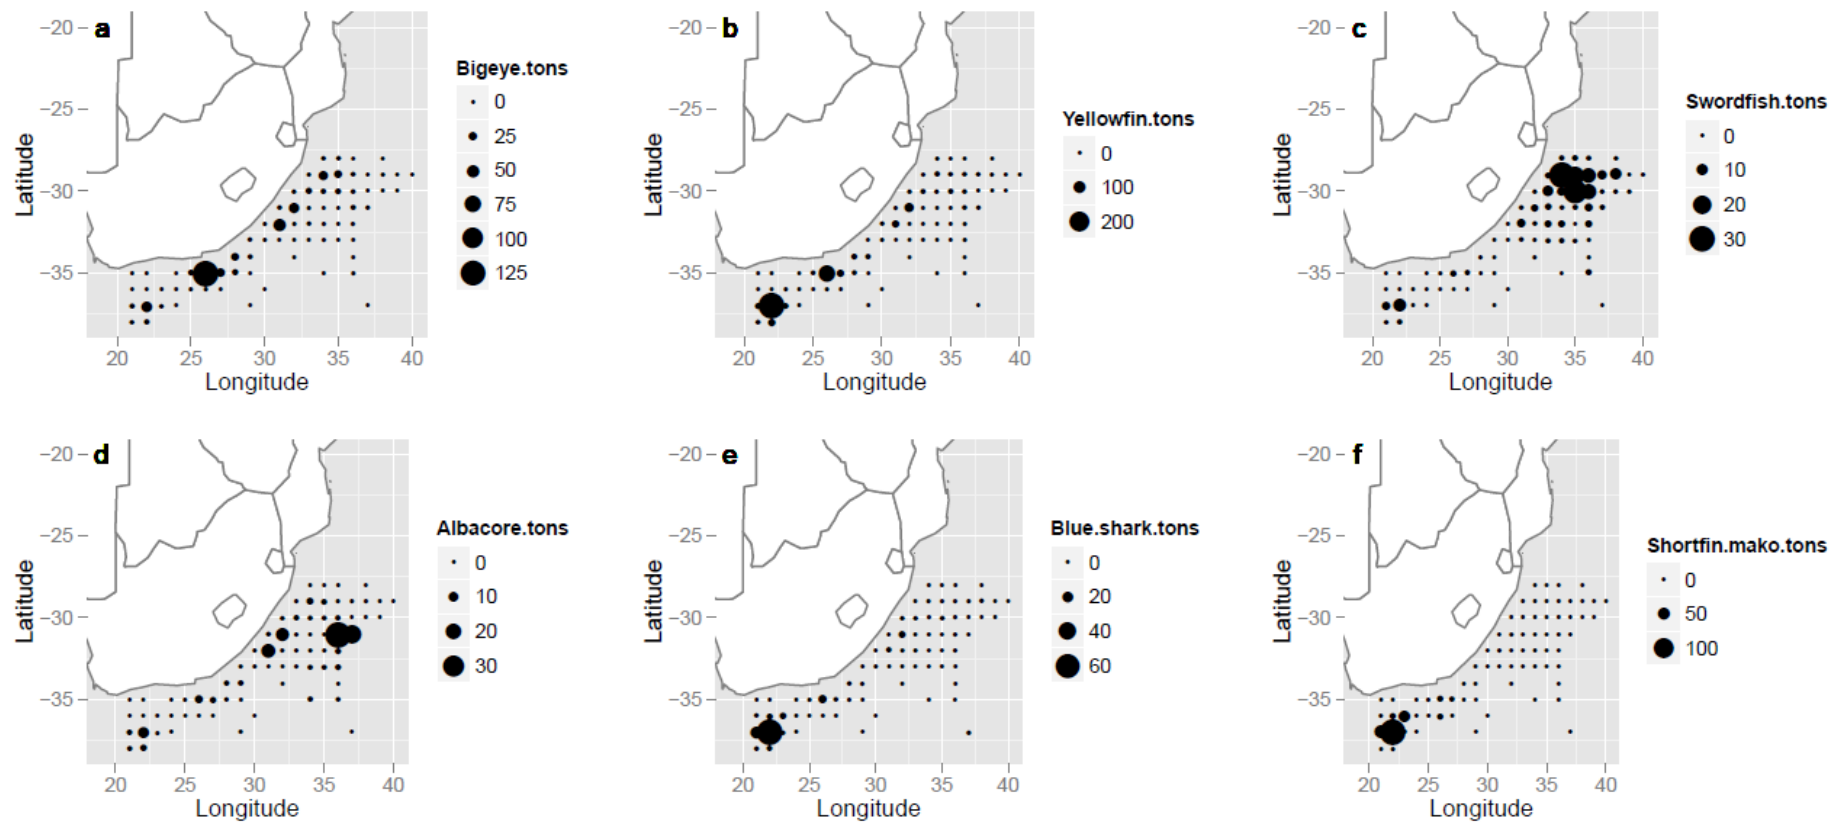 a
−20
−25
−30
−35
Latitude
20 25 30 35 40
Longitude
Bigeye.tons
0
25
50
75
100
125
b
−20
−25
−30
−35
Latitude
20 25 30 35 40
Longitude
Yellowfin.tons
0
100
200
c
−20
−25
−30
−35
Latitude
20 25 30 35 40
Longitude
Swordfish.tons
0
10
20
30
d
−20
−25
−30
−35
Latitude
20 25 30 35 40
Longitude
Albacore.tons
0
10
20
30
e
−20
−25
−30
−35
Latitude
20 25 30 35 40
Longitude
Blue.shark.tons
0
20
40
60
f
−20
−25
−30
−35
Latitude
20 25 30 35 40
Longitude
Shortfin.mako.tons
0
50
100